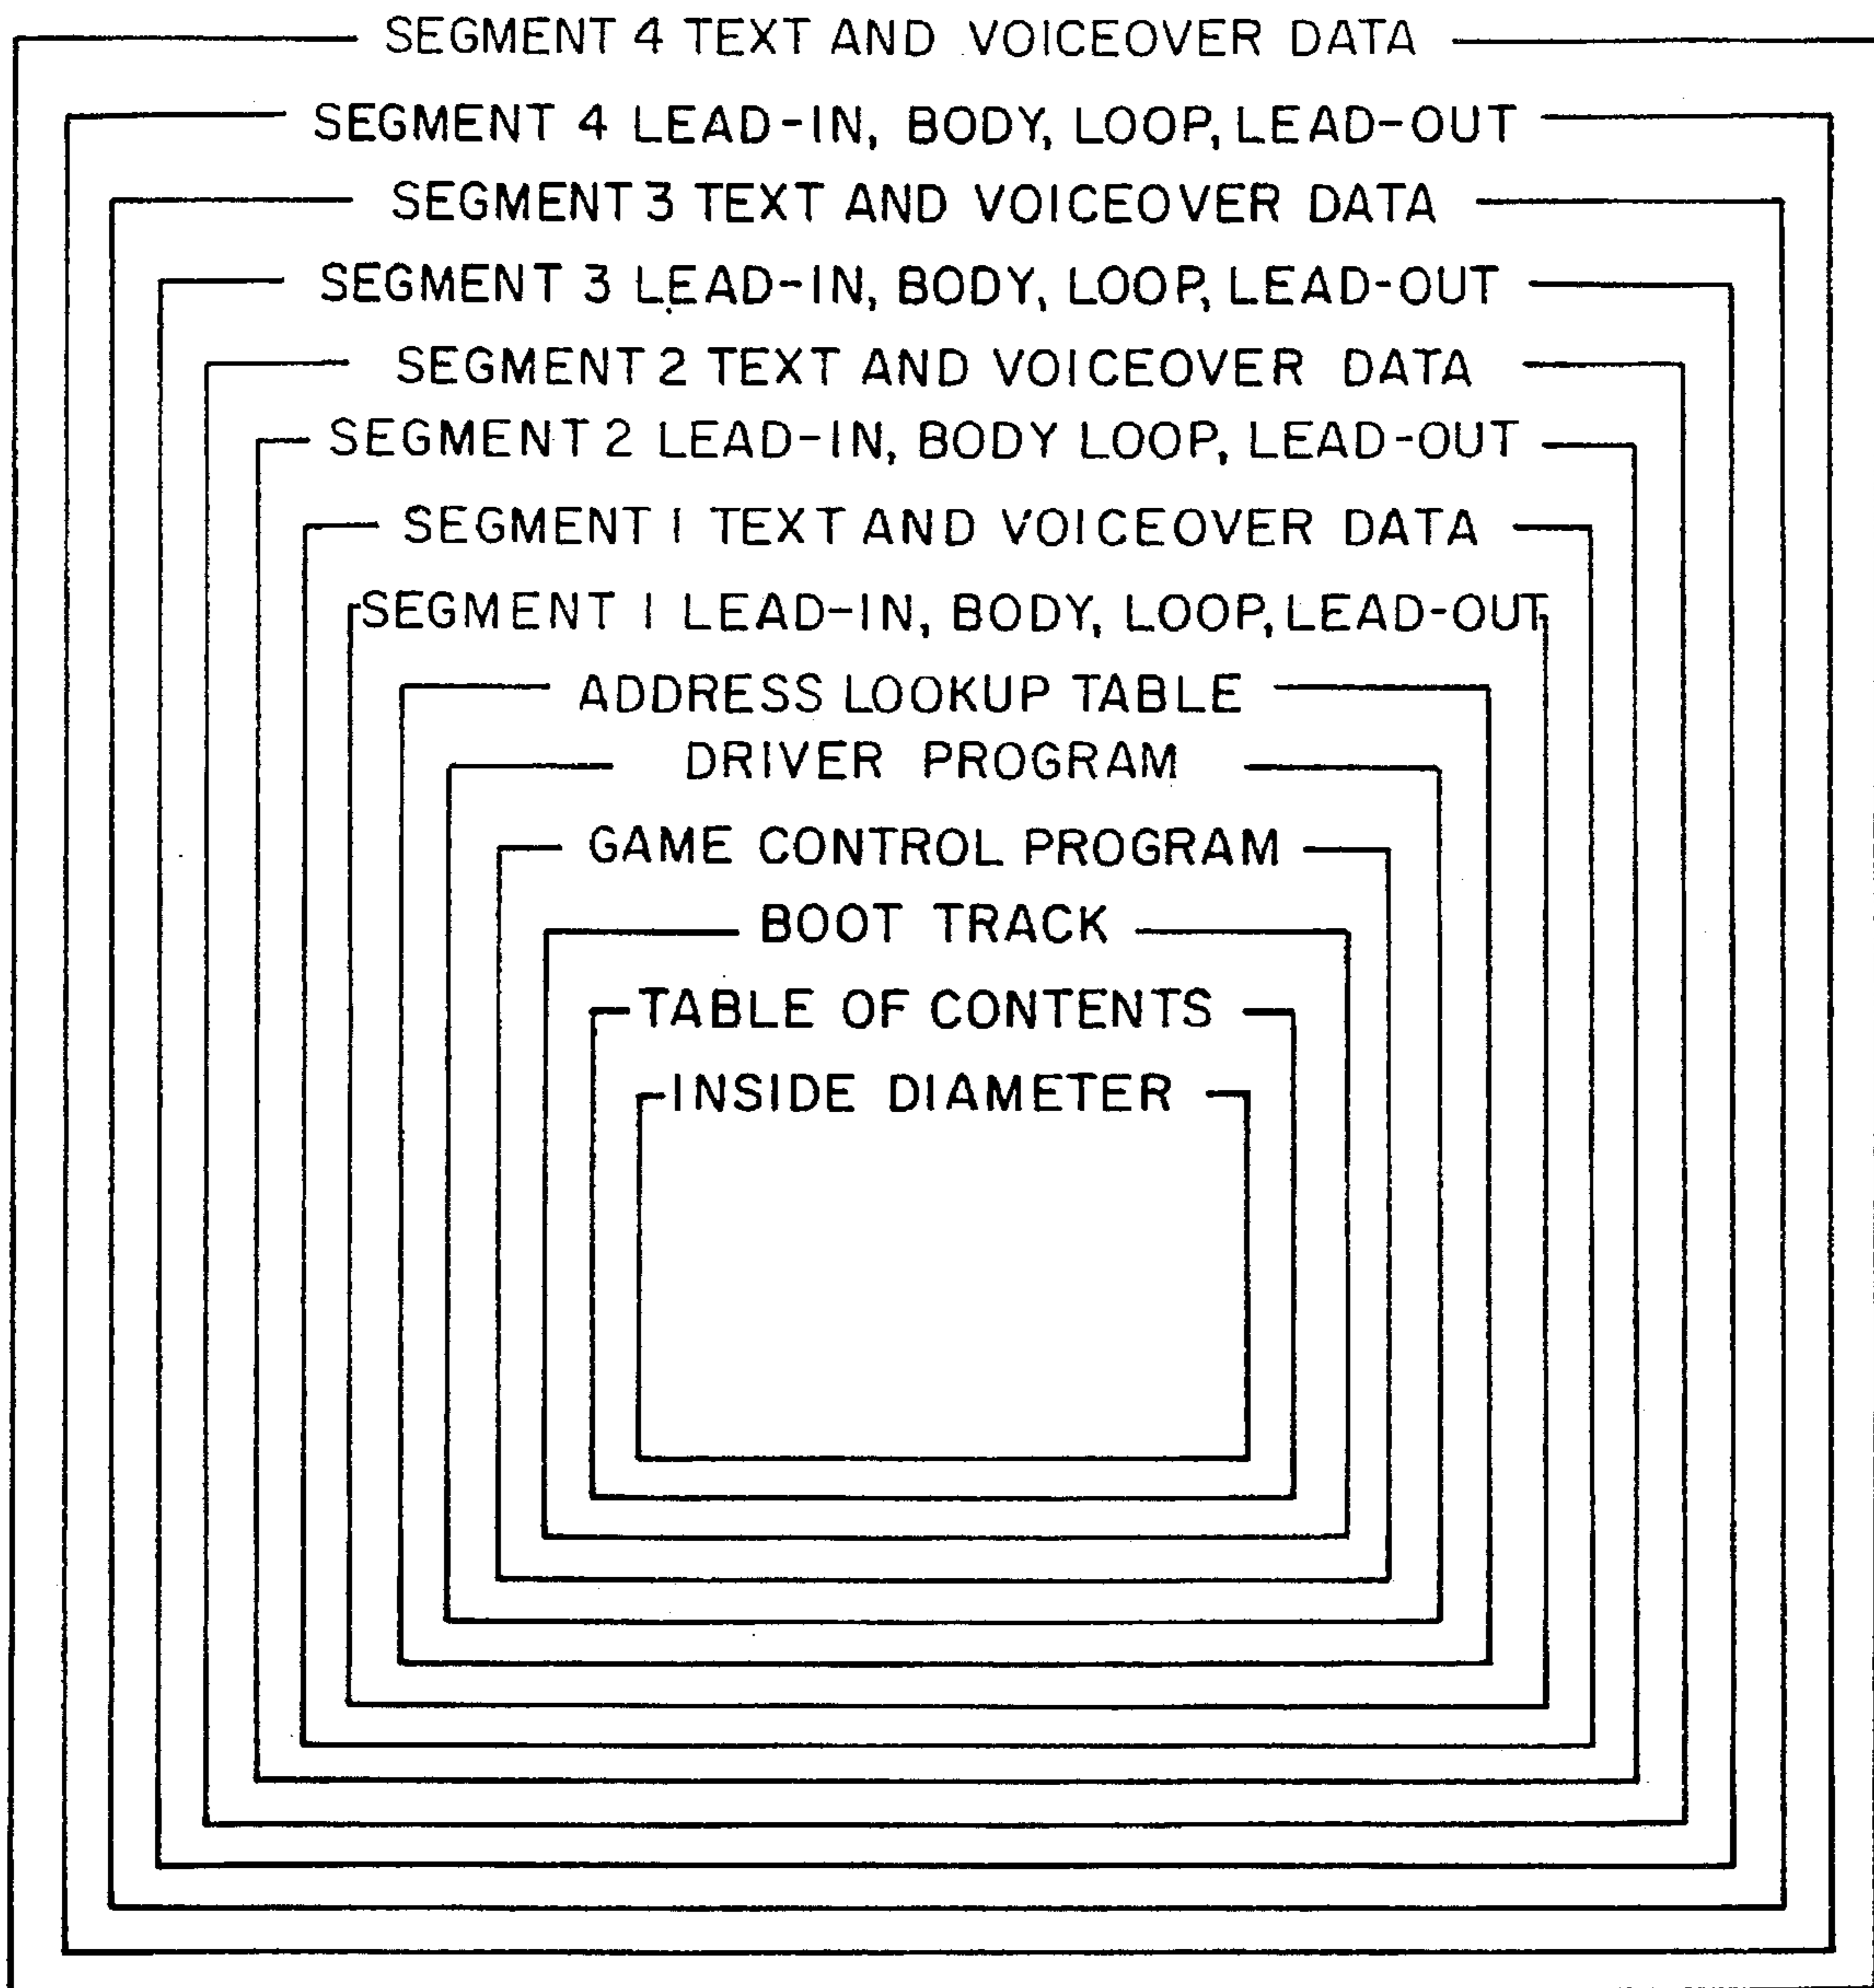 SEGMENT 4 TEXT AND VOICEOVER DATA
SEGMENT 4 LEAD-IN, BODY, LOOP, LEAD-OUT
SEGMENT 3 TEXT AND VOICEOVER DATA
SEGMENT 3 LEAD-IN, BODY, LOOP, LEAD-OUT
SEGMENT 2 TEXT AND VOICEOVER DATA
SEGMENT 2 LEAD-IN, BODY LOOP, LEAD-OUT
SEGMENT 1 TEXT AND VOICEOVER DATA
SEGMENT 1 LEAD-IN, BODY, LOOP, LEAD-OUT
ADDRESS LOOKUP TABLE
DRIVER PROGRAM
GAME CONTROL PROGRAM
BOOT TRACK
TABLE OF CONTENTS
INSIDE DIAMETER